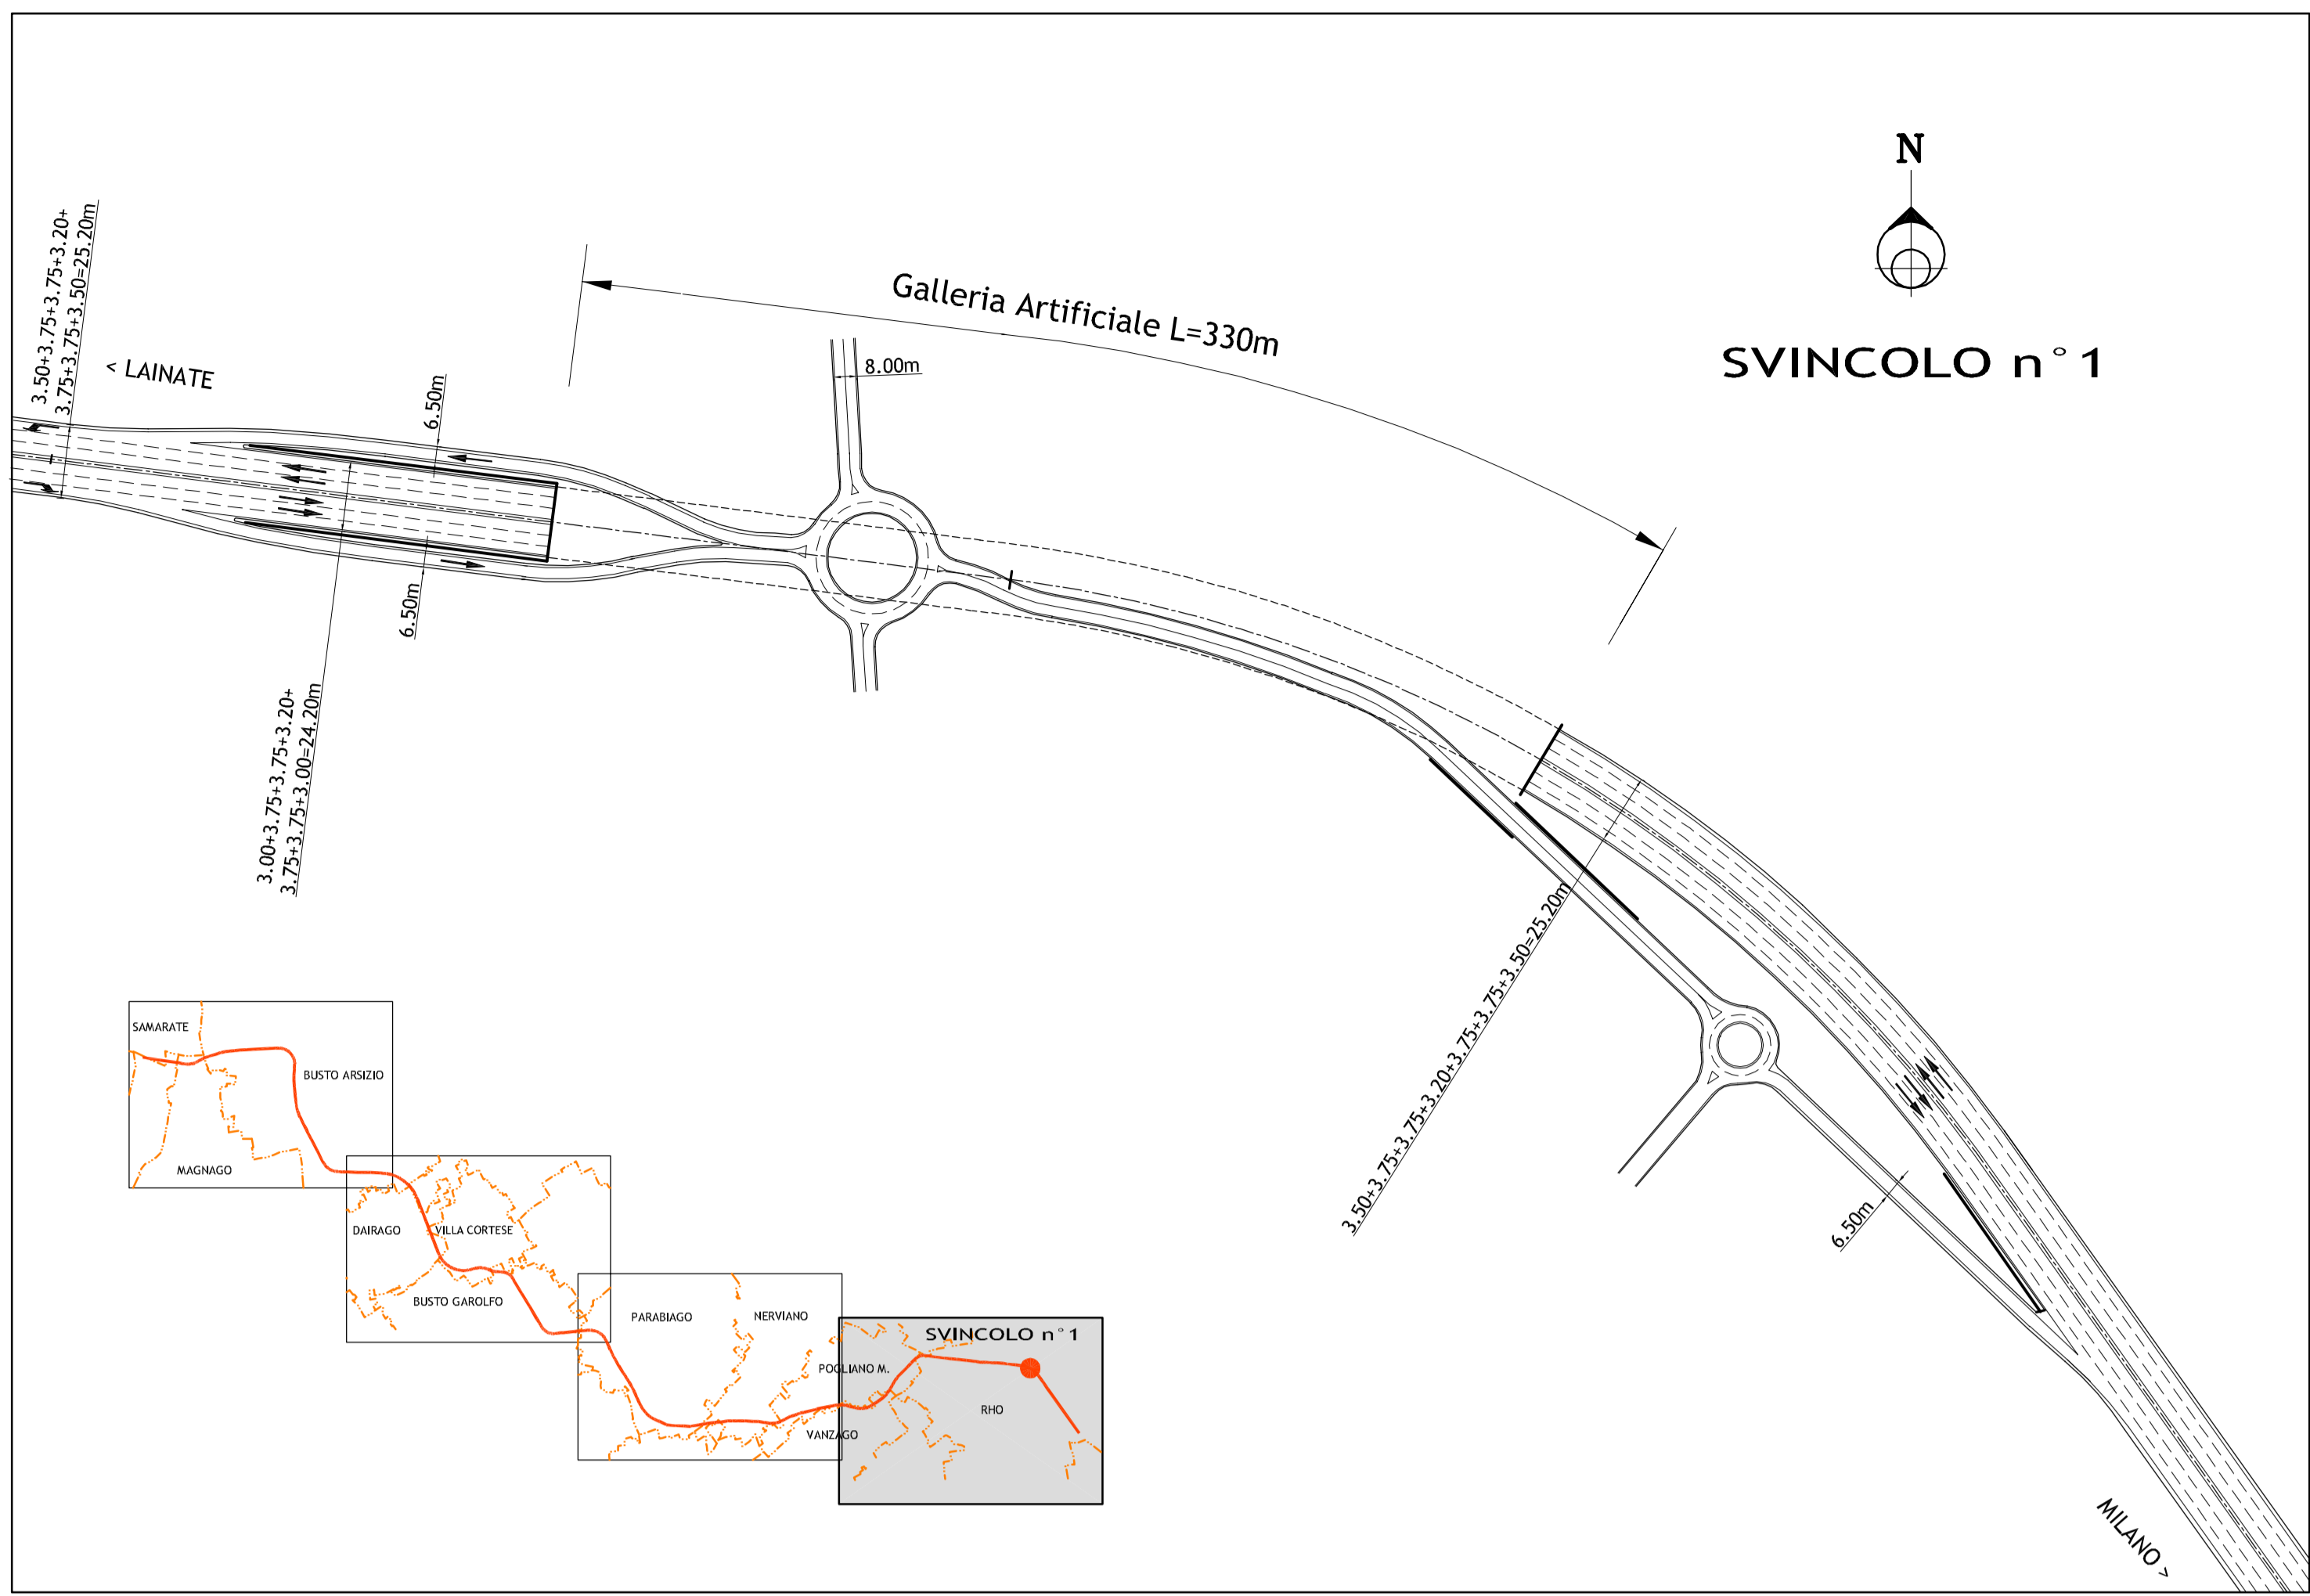 N
SVINCOLO n° 1
Galleria Artificiale L=330m
3.50+3.75+3.75+3.20+
3.75+3.75+3.50=25.20m
< LAINATE
6.50m
8.00m
6.50m
3.00+3.75+3.75+3.20+
3.75+3.75+3.00=24.20m
3.50+3.75+3.75+3.20+3.75+3.75+3.50=25.20m
6.50m
MILANO >
SAMARATE
BUSTO ARSIZIO
MAGNAGO
DAIRAGO
VILLA CORTESE
BUSTO GAROLFO
PARABIAGO
NERVIANO
SVINCOLO n° 1
POGLIANO M.
RHO
VANZAGO